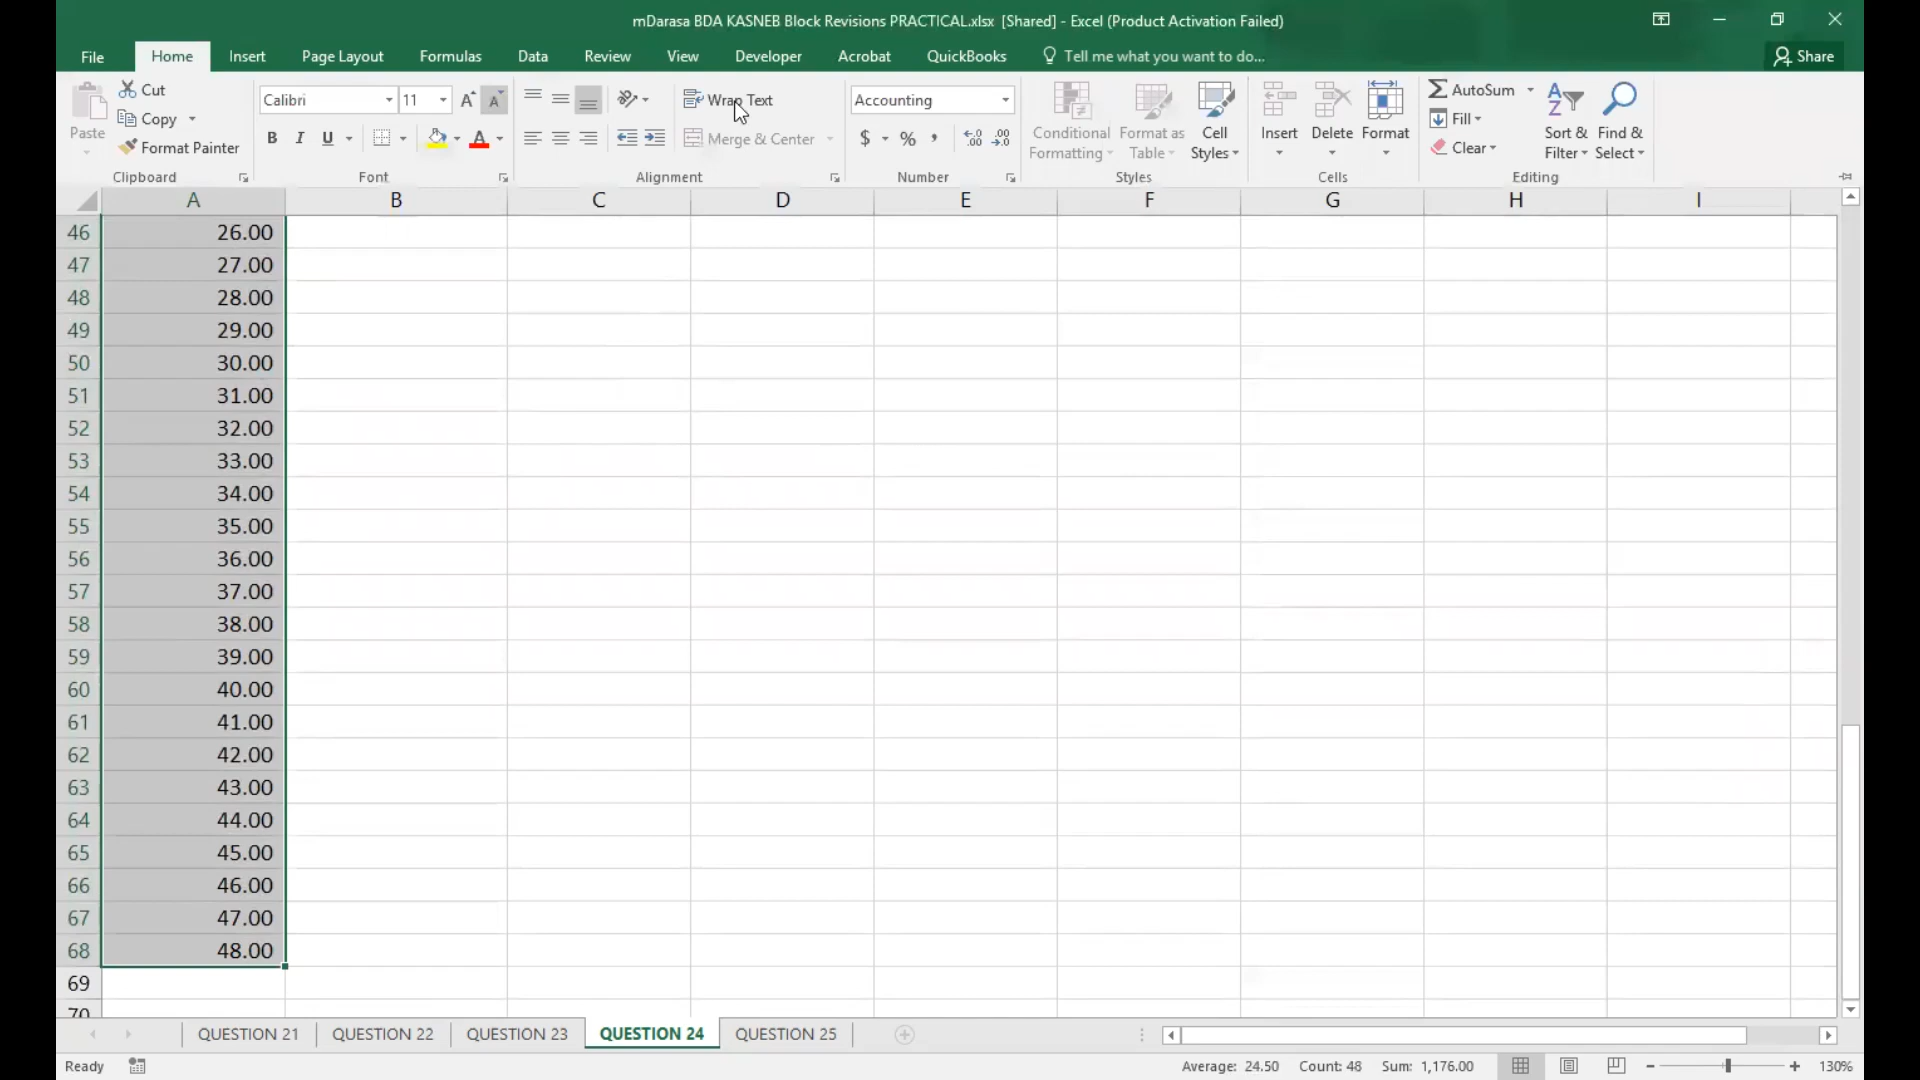 mDarasa BDA KASNEB Block Revisions PRACTICAL.xlsx [Shared] - Excel (Product Activation Failed)
File Home Insert Page Layout Formulas Data Review View Developer Acrobat QuickBooks Tell me what you want to do... Share
Paste
Cut
Copy
Format Painter
Clipboard
Calibri 11
B I U
Font
Wrap Text
Merge & Center
Alignment
Accounting
$ % ,
Number
Conditional Formatting
Format as Table
Cell Styles
Styles
Insert Delete Format
Cells
AutoSum
Fill
Clear
Sort & Filter
Find & Select
Editing
A B C D E F G H I
46 26.00
47 27.00
48 28.00
49 29.00
50 30.00
51 31.00
52 32.00
53 33.00
54 34.00
55 35.00
56 36.00
57 37.00
58 38.00
59 39.00
60 40.00
61 41.00
62 42.00
63 43.00
64 44.00
65 45.00
66 46.00
67 47.00
68 48.00
69
70
QUESTION 21 QUESTION 22 QUESTION 23 QUESTION 24 QUESTION 25
Ready Average: 24.50 Count: 48 Sum: 1,176.00 130%